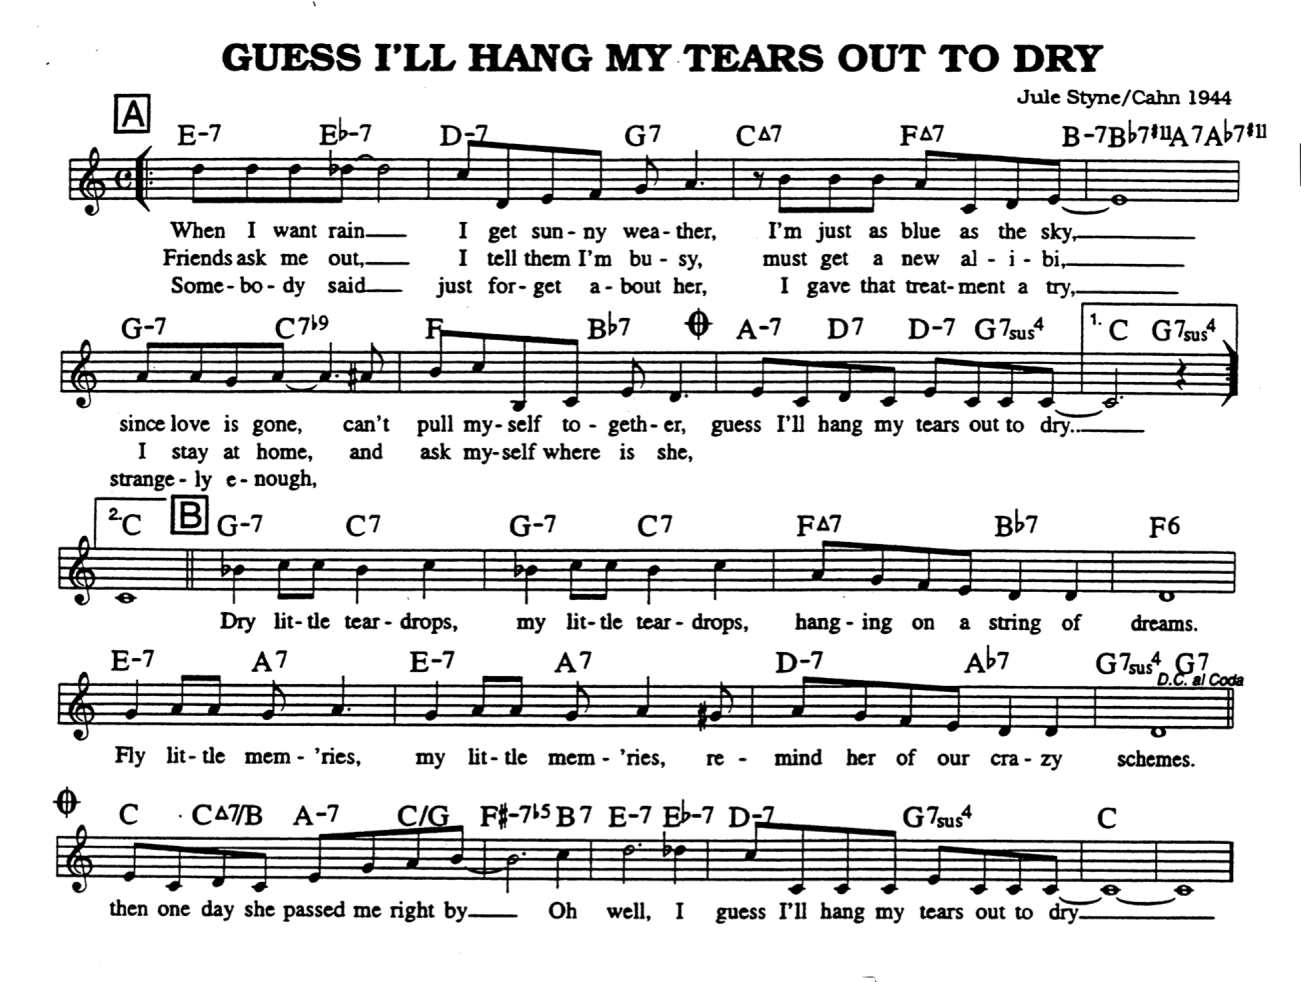 GUESS I'LL HANG MY TEARS OUT TO DRY
Jule Styne/Cahn 1944
A
E-7 E♭-7 D-7 G7 C∆7 F∆7 B-7 B♭7#11 A7 A♭7#11
When I want rain I get sun - ny wea - ther, I'm just as blue as the sky,
Friends ask me out, I tell them I'm bu - sy, must get a new al - i - bi,
Some - bo - dy said just for - get a - bout her, I gave that treat - ment a try,
G-7 C7♭9 F B♭7 A-7 D7 D-7 G7sus4 1. C G7sus4
since love is gone, can't pull my - self to - geth - er, guess I'll hang my tears out to dry..
I stay at home, and ask my - self where is she,
strange - ly e - nough,
2. C B G-7 C7 G-7 C7 F∆7 B♭7 F6
Dry lit - tle tear - drops, my lit - tle tear - drops, hang - ing on a string of dreams.
E-7 A7 E-7 A7 D-7 A♭7 G7sus4 G7
D.C. al Coda
Fly lit - tle mem - 'ries, my lit - tle mem - 'ries, re - mind her of our cra - zy schemes.
C C∆7/B A-7 C/G F#-7♭5 B7 E-7 E♭-7 D-7 G7sus4 C
then one day she passed me right by Oh well, I guess I'll hang my tears out to dry